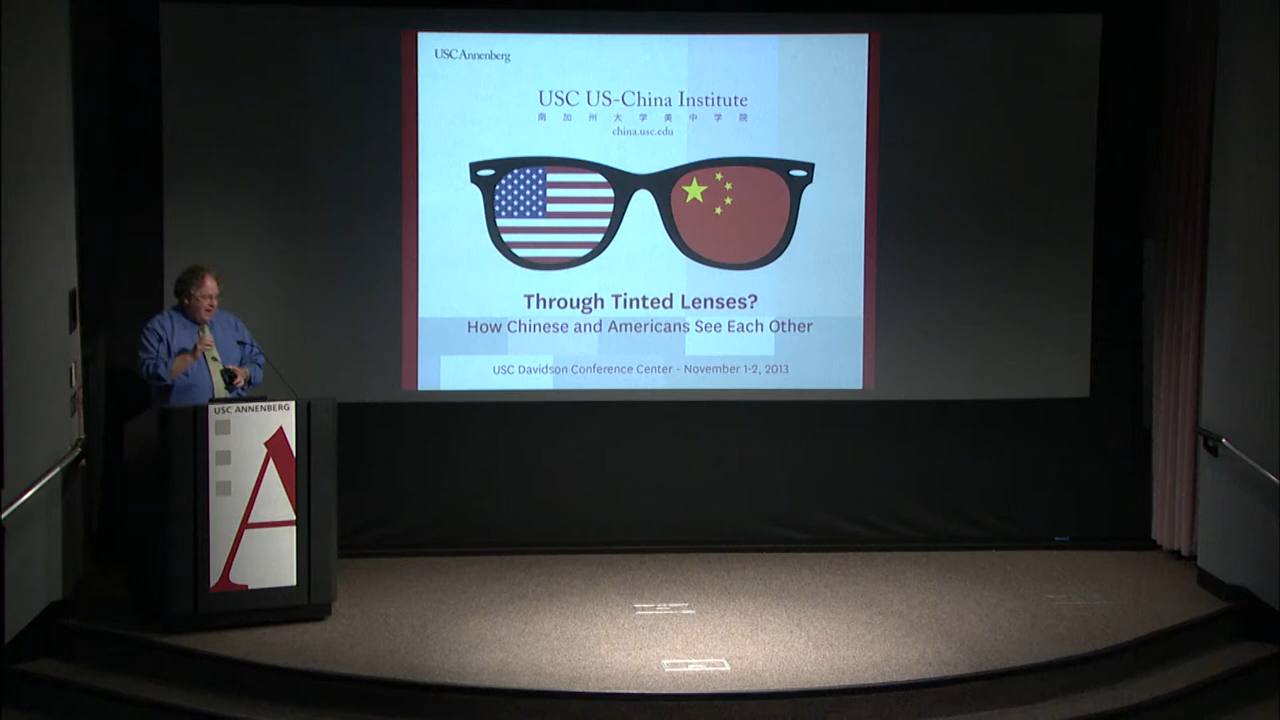 USC Annenberg
USC US-China Institute
南加州大学美中学院
china.usc.edu
Through Tinted Lenses?
How Chinese and Americans See Each Other
USC Davidson Conference Center - November 1-2, 2013
USC ANNENBERG
A